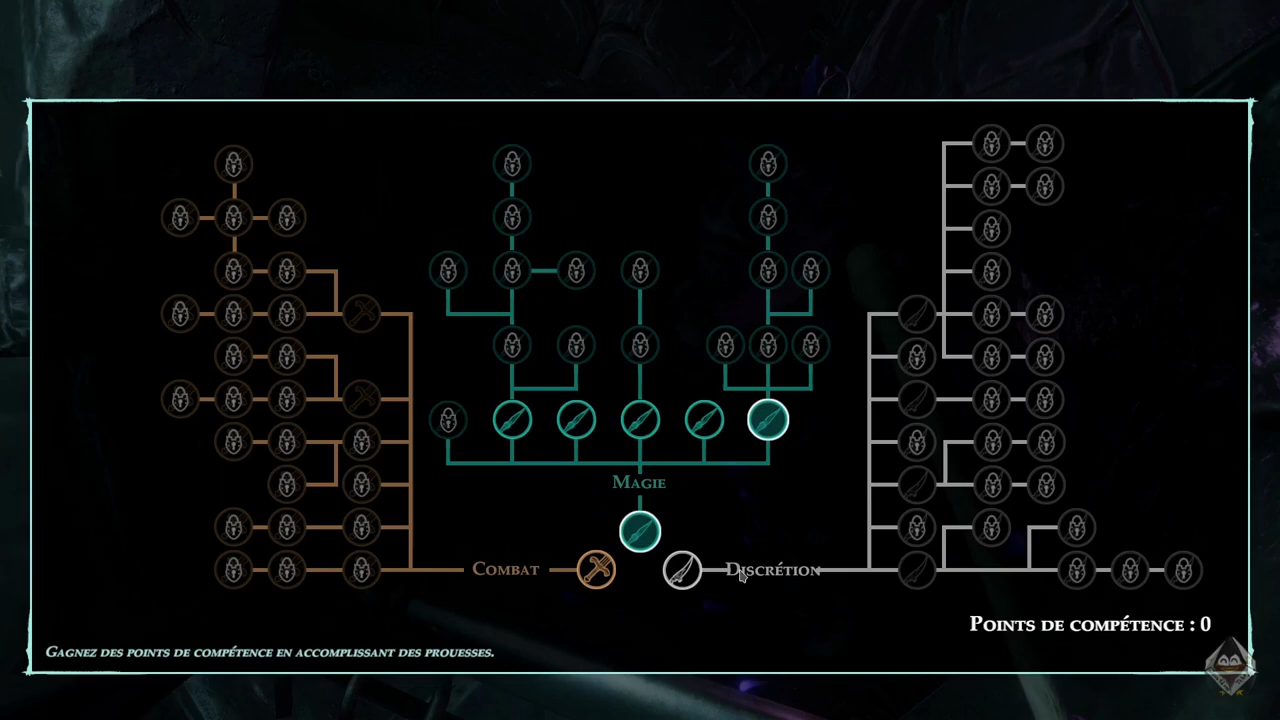 Magie
Combat
Discrétion
Points de compétence : 0
Gagnez des points de compétence en accomplissant des prouesses.